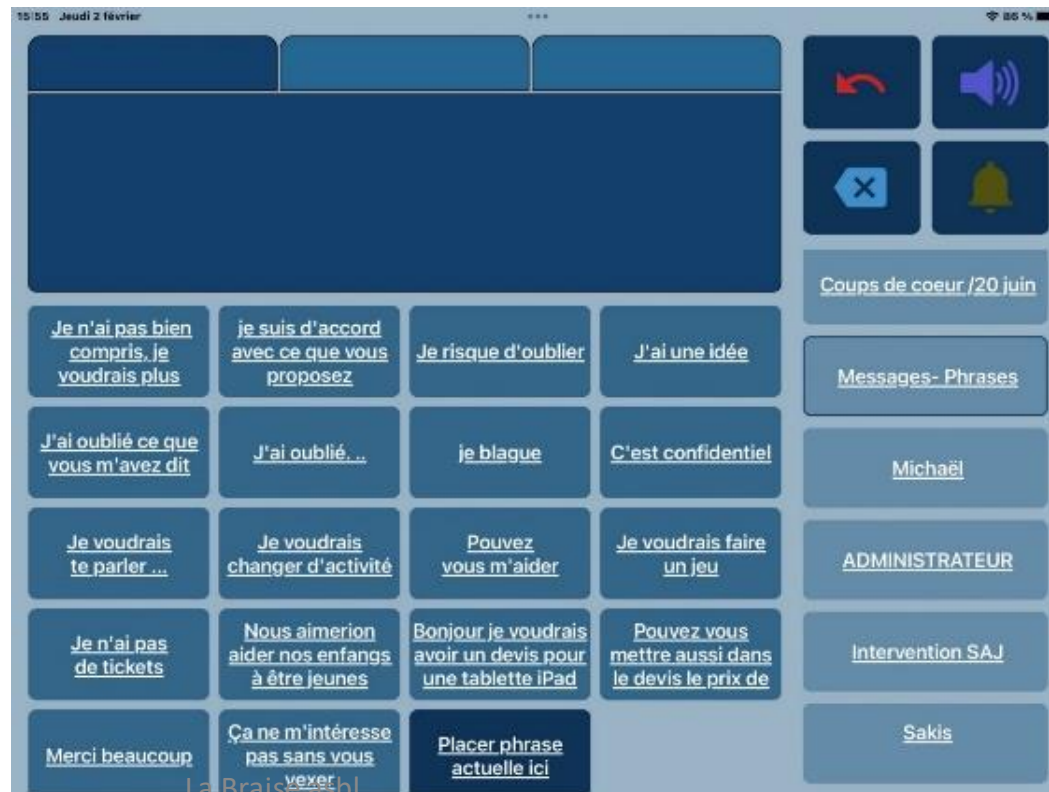 15:55 Jeudi 2 février
86 %
Coups de coeur /20 juin
Messages- Phrases
Michaël
ADMINISTRATEUR
Intervention SAJ
Sakis
Je n'ai pas bien
compris, je
voudrais plus
je suis d'accord
avec ce que vous
proposez
Je risque d'oublier
J'ai une idée
J'ai oublié ce que
vous m'avez dit
J'ai oublié. ..
je blague
C'est confidentiel
Je voudrais
te parler ...
Je voudrais
changer d'activité
Pouvez
vous m'aider
Je voudrais faire
un jeu
Je n'ai pas
de tickets
Nous aimerion
aider nos enfangs
à être jeunes
Bonjour je voudrais
avoir un devis pour
une tablette iPad
Pouvez vous
mettre aussi dans
le devis le prix de
Merci beaucoup
Ça ne m'intéresse
pas sans vous
vexer
Placer phrase
actuelle ici
La Braise asbl